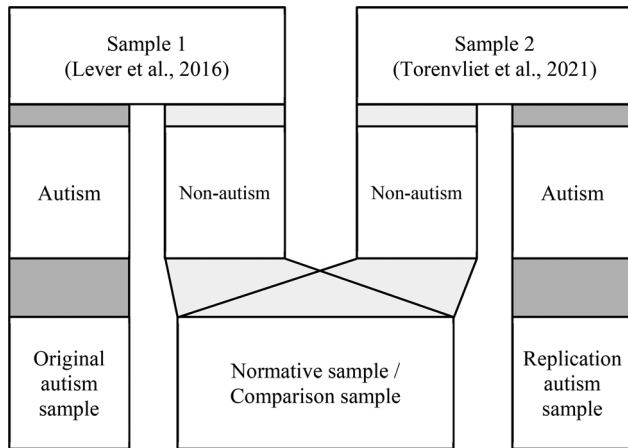 Sample 1
(Lever et al., 2016)
Sample 2
(Torenvliet et al., 2021)
Autism
Non-autism
Non-autism
Autism
Original
autism
sample
Normative sample /
Comparison sample
Replication
autism
sample